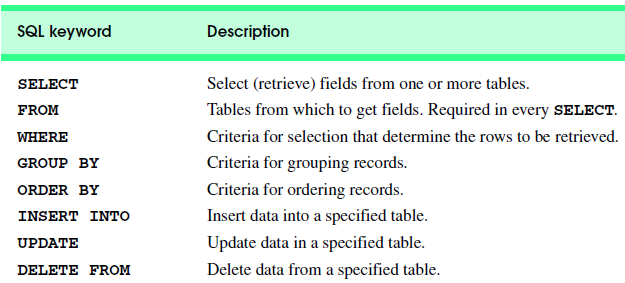 SQL keyword Description
SELECT Select (retrieve) fields from one or more tables.
FROM Tables from which to get fields. Required in every SELECT.
WHERE Criteria for selection that determine the rows to be retrieved.
GROUP BY Criteria for grouping records.
ORDER BY Criteria for ordering records.
INSERT INTO Insert data into a specified table.
UPDATE Update data in a specified table.
DELETE FROM Delete data from a specified table.